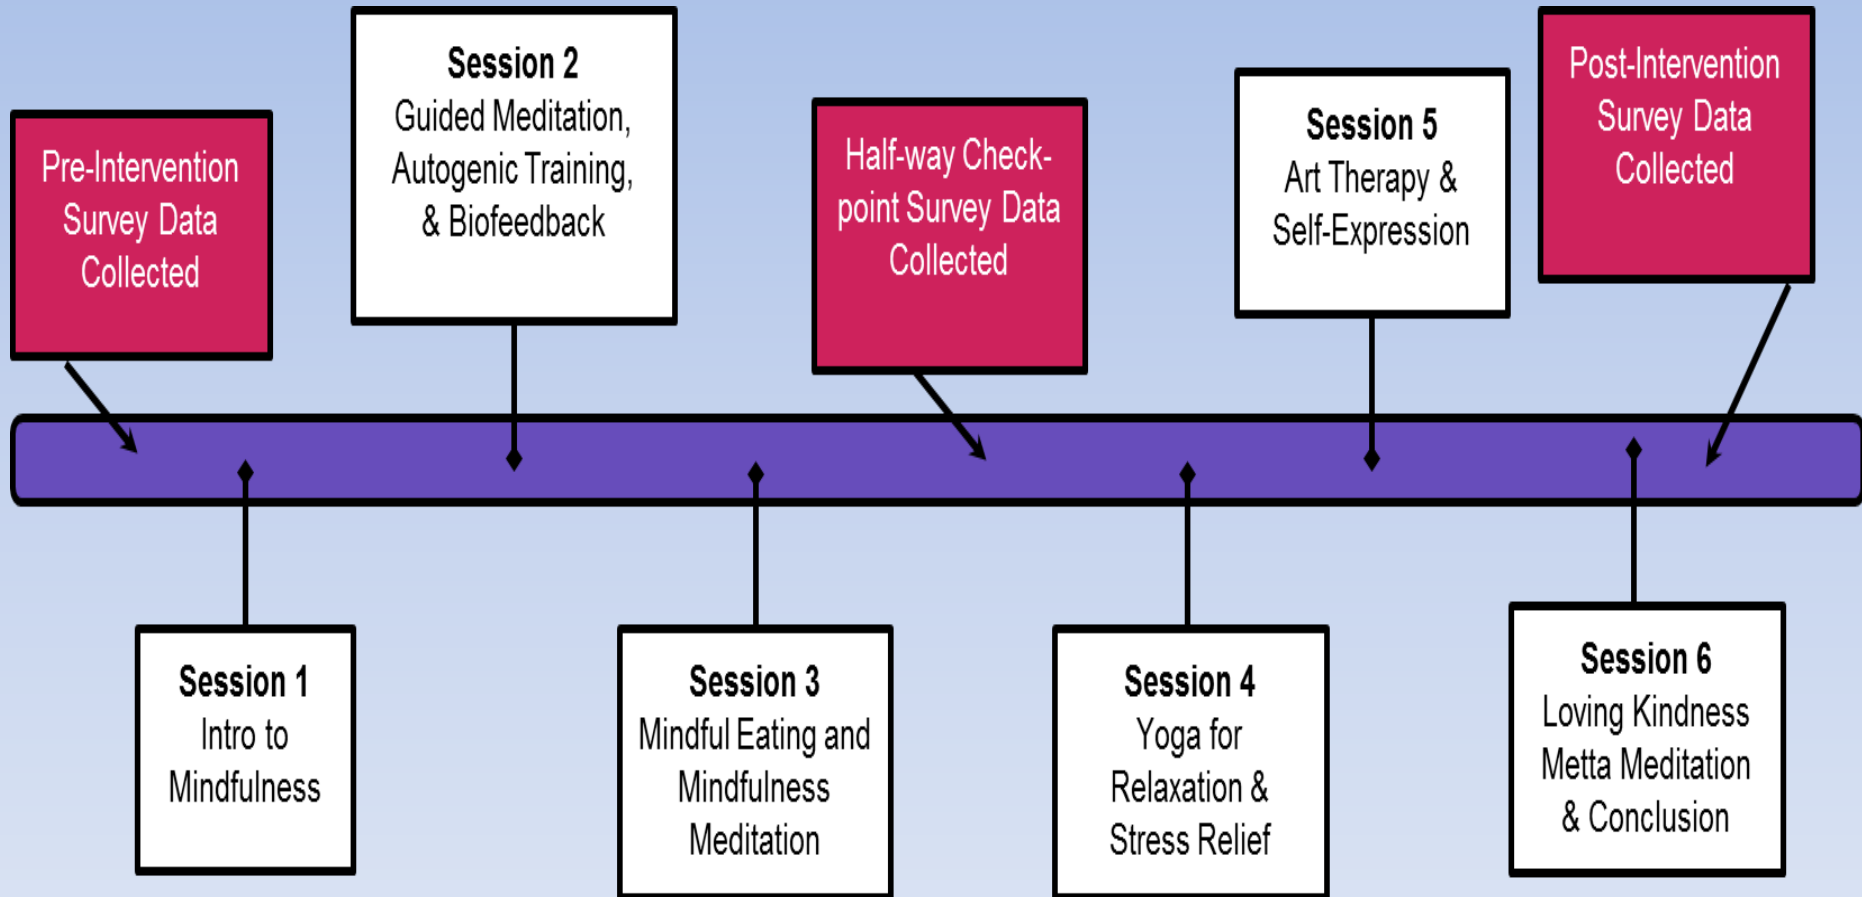 Pre-Intervention
Survey Data
Collected
Session 1
Intro to
Mindfulness
Session 2
Guided Meditation,
Autogenic Training,
& Biofeedback
Session 3
Mindful Eating and
Mindfulness
Meditation
Half-way Check-
point Survey Data
Collected
Session 4
Yoga for
Relaxation &
Stress Relief
Session 5
Art Therapy &
Self-Expression
Session 6
Loving Kindness
Metta Meditation
& Conclusion
Post-Intervention
Survey Data
Collected